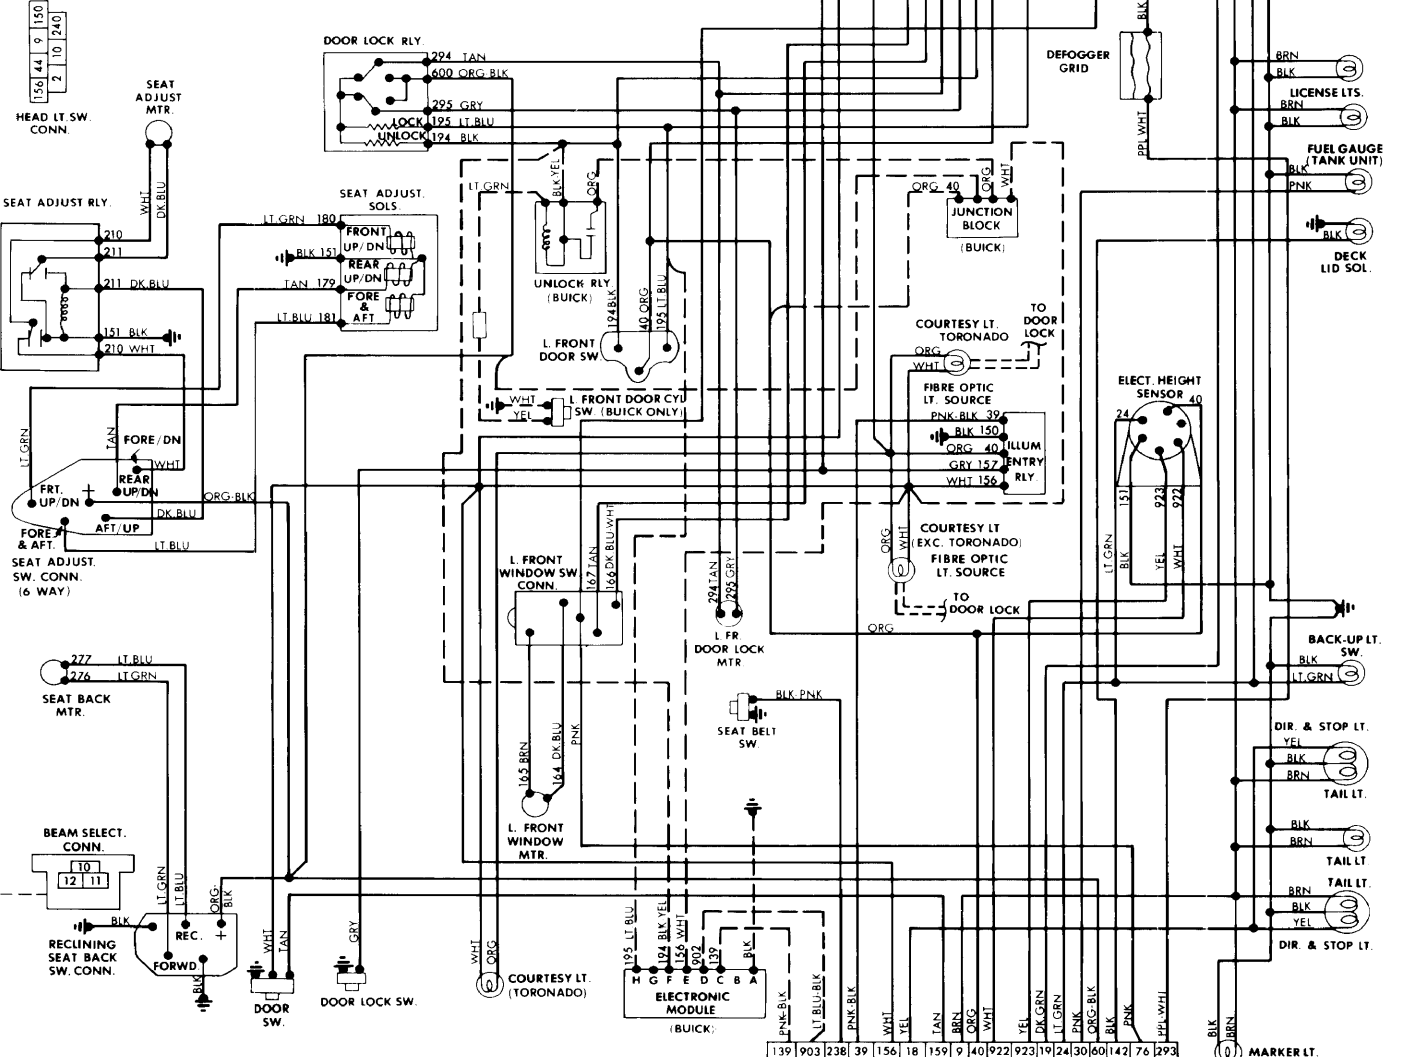 150
240
9
10
44
2
156
HEAD LT. SW.
CONN.
SEAT
ADJUST
MTR.
WHT
DK.BLU
SEAT ADJUST RLY.
210
211
211 DK.BLU
151 BLK
210 WHT
DOOR LOCK RLY.
294 TAN
600 ORG-BLK
295 GRY
LOCK 195 LT.BLU
UNLOCK 194 BLK
SEAT ADJUST.
SOLS.
LT.GRN 180
FRONT
UP/DN
BLK 151
REAR
UP/DN
TAN 179
FORE
&
AFT
LT.BLU 181
LT.GRN
BLK-YEL
ORG
UNLOCK RLY.
(BUICK)
194 BLK
40 ORG
195 LT BLU
L. FRONT
DOOR SW.
WHT
YEL
L. FRONT DOOR CYL
SW. (BUICK ONLY)
ORG 40
ORG
WHT
JUNCTION
BLOCK
(BUICK)
BLK
DEFOGGER
GRID
PPL-WHT
BRN
BLK
LICENSE LTS.
BRN
BLK
FUEL GAUGE
(TANK UNIT)
BLK
PNK
BLK
DECK
LID SOL.
TO
DOOR
LOCK
COURTESY LT.
TORONADO
ORG
WHT
FIBRE OPTIC
LT. SOURCE
PNK-BLK 39
BLK 150
ORG 40
GRY 157
WHT 156
ILLUM
ENTRY
RLY.
ELECT. HEIGHT
SENSOR
24
40
151
923
922
LT.GRN
BLK
YEL
WHT
LT.GRN
TAN
FORE/DN
WHT
REAR
UP/DN
FRT.
UP/DN
+
ORG-BLK
DK.BLU
AFT/UP
FORE
& AFT.
LT.BLU
SEAT ADJUST.
SW. CONN.
(6 WAY)
L. FRONT
WINDOW SW.
CONN.
167 TAN
166 DK BLU-WHT
294 TAN
295 GRY
L. FR.
DOOR LOCK
MTR.
ORG
WHT
COURTESY LT
(EXC. TORONADO)
FIBRE OPTIC
LT. SOURCE
TO
DOOR LOCK
ORG
BACK-UP LT.
SW.
BLK
LT.GRN
277 LT.BLU
276 LT GRN
SEAT BACK
MTR.
165 BRN
164 DK.BLU
PNK
L. FRONT
WINDOW
MTR.
BLK-PNK
SEAT BELT
SW.
DIR. & STOP LT.
YEL
BLK
BRN
TAIL LT.
BLK
BRN
TAIL LT.
TAIL LT.
BRN
BLK
YEL
DIR. & STOP LT.
BEAM SELECT.
CONN.
10
12 11
LT.GRN
LT.BLU
ORG-
BLK
BLK
REC. +
FORWD.
BLK
RECLINING
SEAT BACK
SW. CONN.
WHT
TAN
DOOR
SW.
GRY
DOOR LOCK SW.
WHT
ORG
COURTESY LT.
(TORONADO)
195 LT BLU
194 BLK YEL
156 WHT
902
139
BLK
H G F E D C B A
ELECTRONIC
MODULE
(BUICK)
PNK-BLK
LT BLU-BLK
PNK-BLK
WHT
YEL
TAN
BRN
ORG
WHT
YEL
DK.GRN
LT.GRN
PNK
ORG-BLK
BLK
PNK
PPL-WHT
BLK
BRN
139 903 238 39 156 18 159 9 40 922 923 19 24 30 60 142 76 293
MARKER LT.